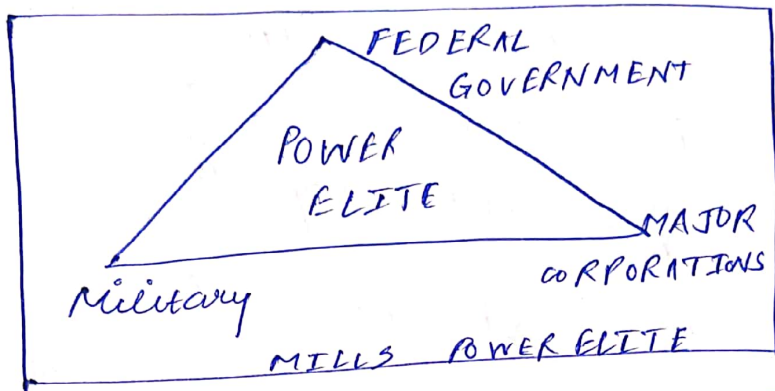 FEDERAL
GOVERNMENT
POWER
ELITE
MAJOR
CORPORATIONS
Military
MILLS POWER ELITE